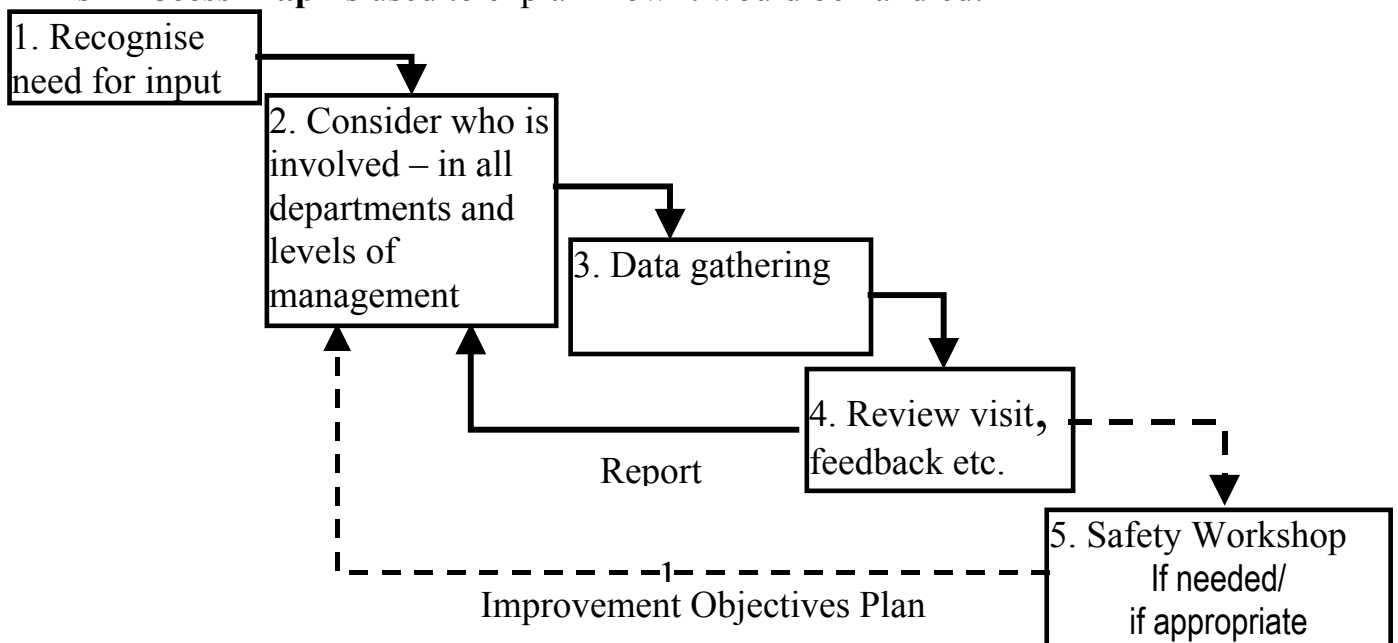 1. Recognise
need for input
2. Consider who is
involved – in all
departments and
levels of
management
3. Data gathering
4. Review visit,
feedback etc.
Report
5. Safety Workshop
If needed/
if appropriate
1
Improvement Objectives Plan